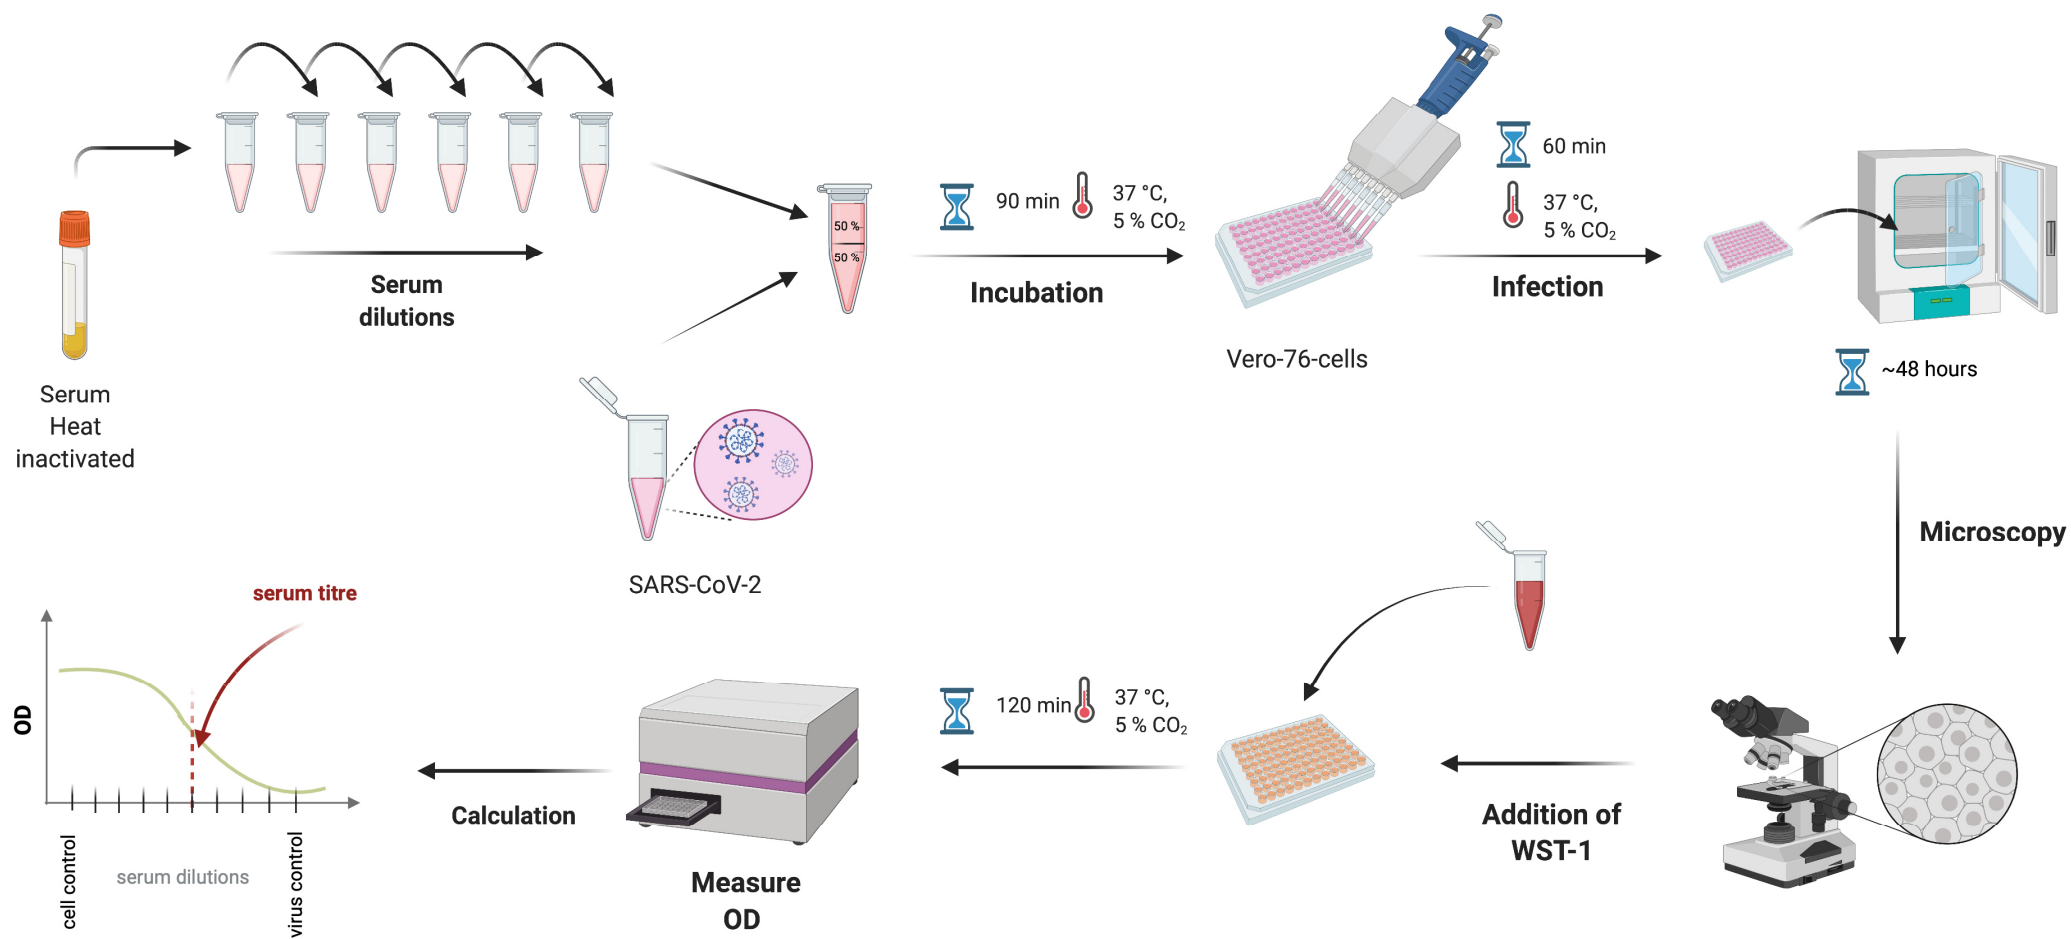 Serum
Heat
inactivated
Serum
dilutions
50 %
50 %
SARS-CoV-2
90 min
37 °C,
5 % CO₂
Incubation
Vero-76-cells
60 min
37 °C,
5 % CO₂
Infection
~48 hours
Microscopy
Addition of
WST-1
120 min
37 °C,
5 % CO₂
Measure
OD
Calculation
serum titre
OD
cell control
serum dilutions
virus control